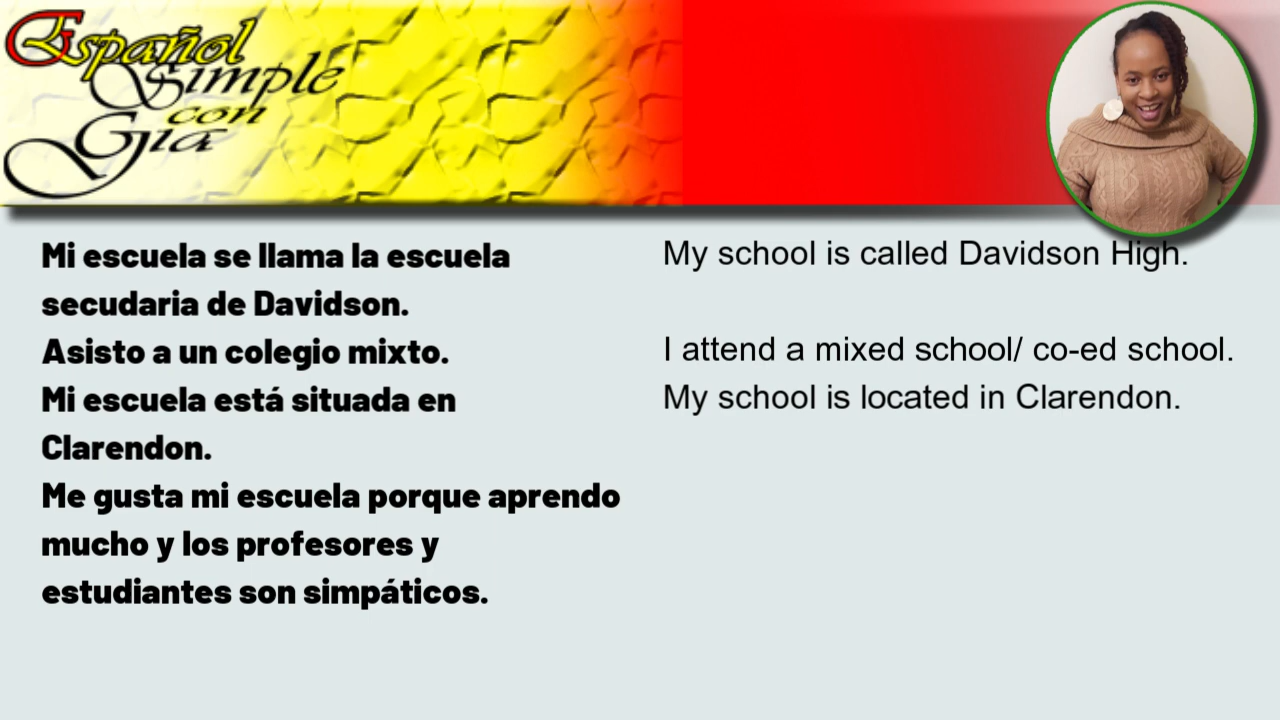 Español
Simple
con
Gia
Mi escuela se llama la escuela
secudaria de Davidson.
Asisto a un colegio mixto.
Mi escuela está situada en
Clarendon.
Me gusta mi escuela porque aprendo
mucho y los profesores y
estudiantes son simpáticos.
My school is called Davidson High.
I attend a mixed school/ co-ed school.
My school is located in Clarendon.